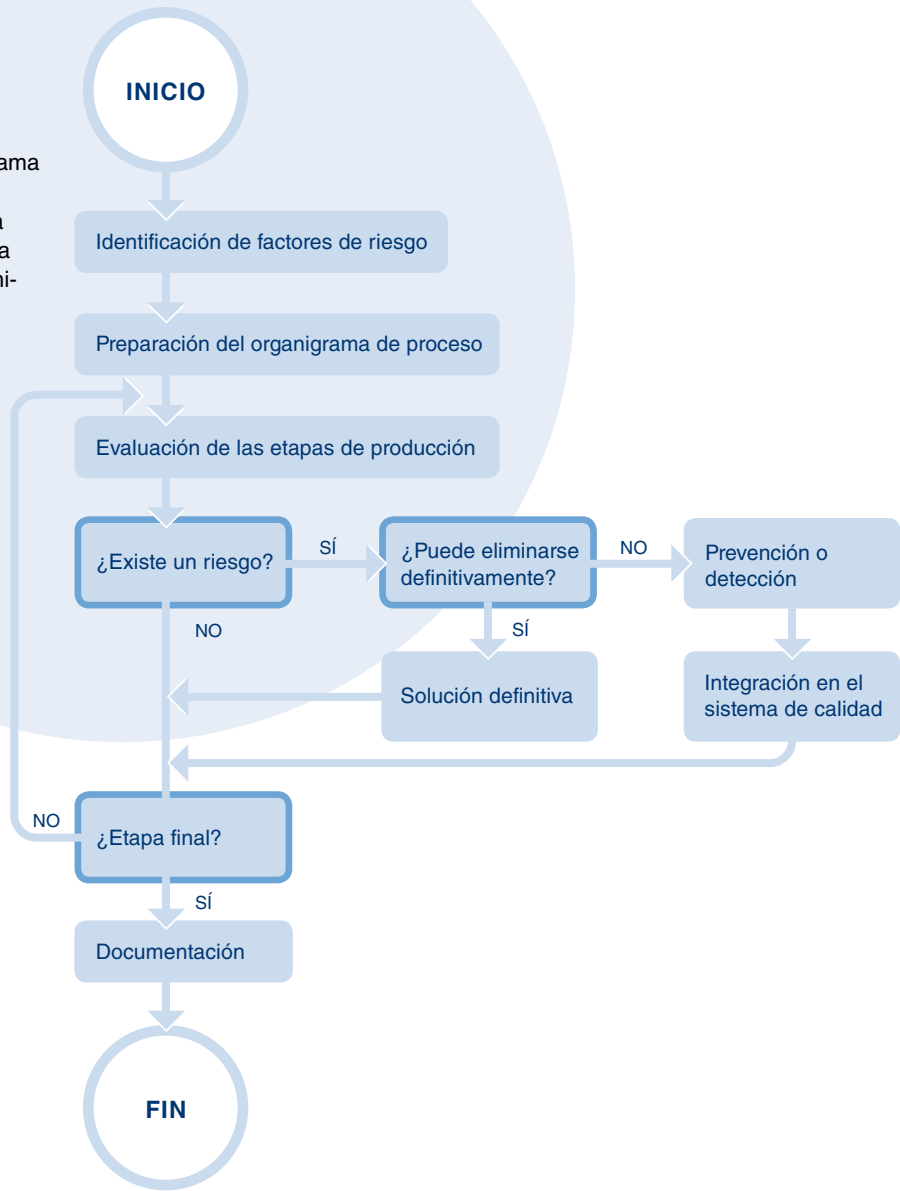 INICIO
Identificación de factores de riesgo
Preparación del organigrama de proceso
Evaluación de las etapas de producción
¿Existe un riesgo?
SÍ
¿Puede eliminarse
definitivamente?
NO
Prevención o
detección
NO
SÍ
Solución definitiva
Integración en el
sistema de calidad
NO
¿Etapa final?
SÍ
Documentación
FIN